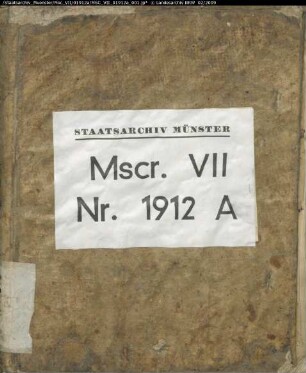 STAATSARCHIV MÜNSTER
Mscr. VII
Nr. 1912 A